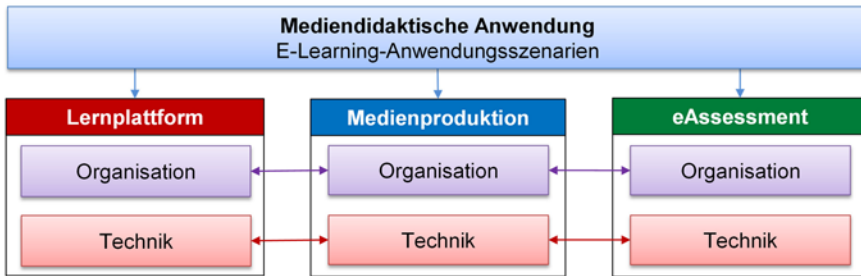 Mediendidaktische Anwendung
E-Learning-Anwendungsszenarien
Lernplattform
Medienproduktion
eAssessment
Organisation
Organisation
Organisation
Technik
Technik
Technik